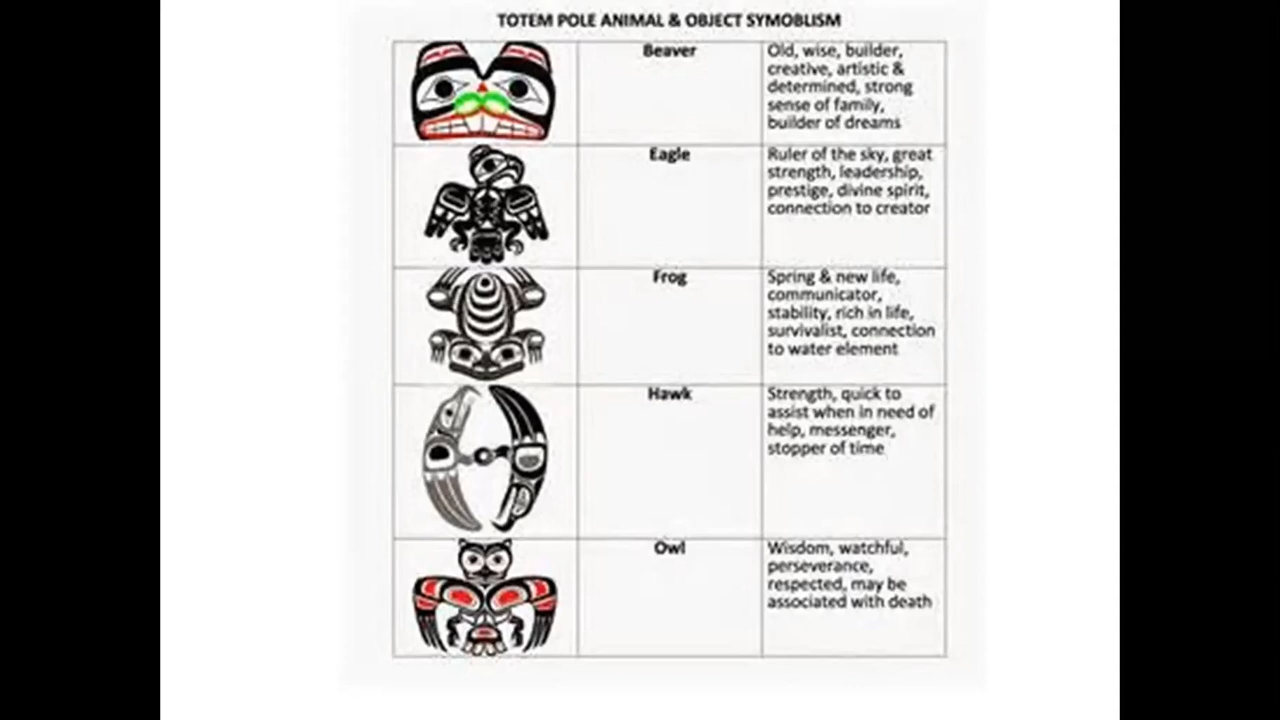 TOTEM POLE ANIMAL & OBJECT SYMOBLISM
Beaver
Old, wise, builder,
creative, artistic &
determined, strong
sense of family,
builder of dreams
Eagle
Ruler of the sky, great
strength, leadership,
prestige, divine spirit,
connection to creator
Frog
Spring & new life,
communicator,
stability, rich in life,
survivalist, connection
to water element
Hawk
Strength, quick to
assist when in need of
help, messenger,
stopper of time
Owl
Wisdom, watchful,
perseverance,
respected, may be
associated with death